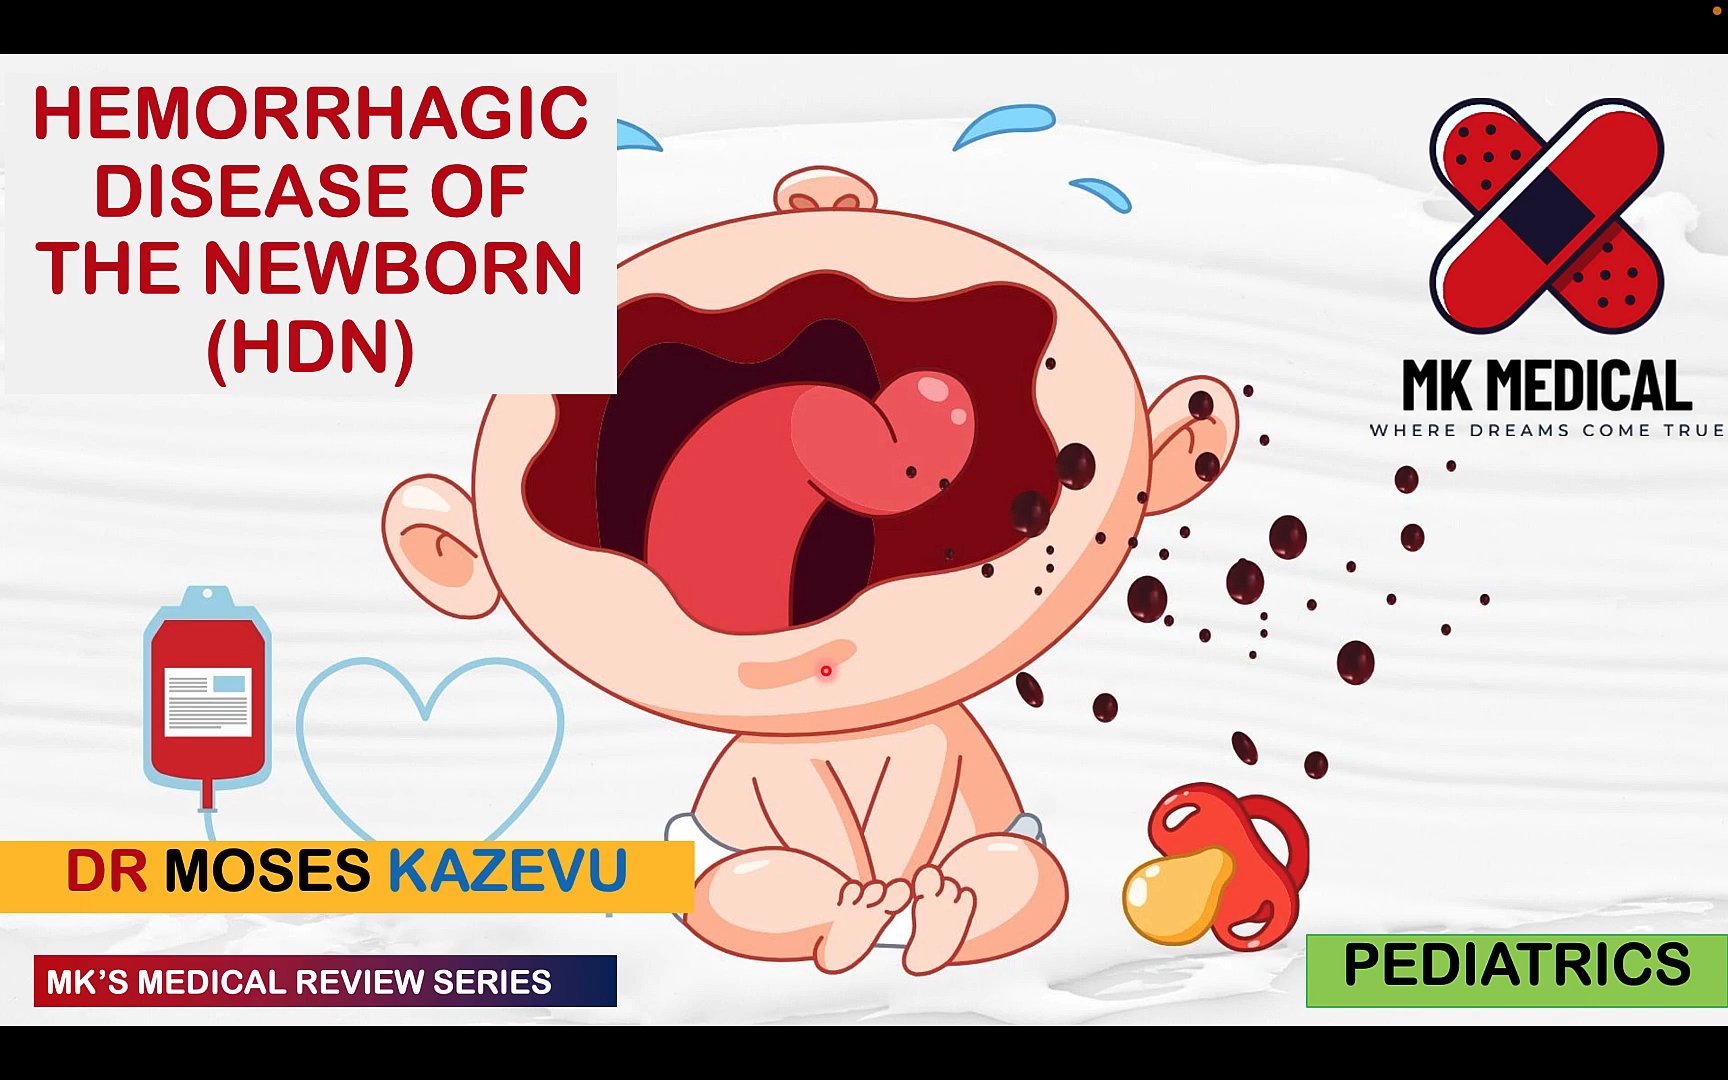 HEMORRHAGIC
DISEASE OF
THE NEWBORN
(HDN)
MK MEDICAL
WHERE DREAMS COME TRUE
DR MOSES KAZEVU
MK'S MEDICAL REVIEW SERIES
PEDIATRICS